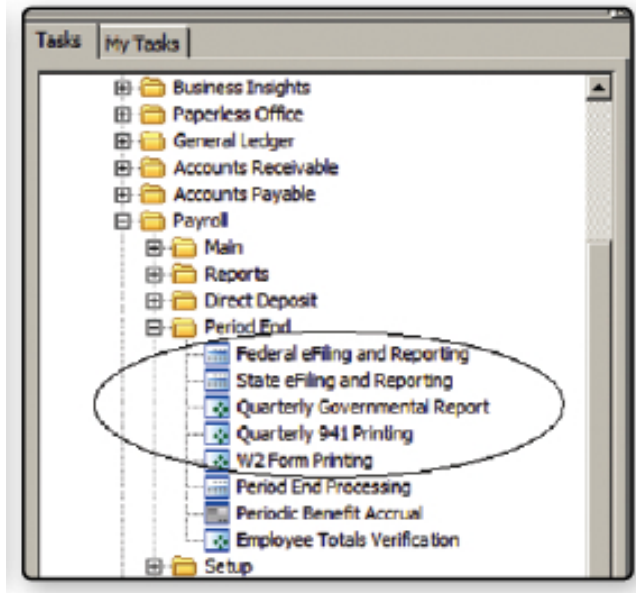 Tasks My Tasks
Business Insights
Paperless Office
General Ledger
Accounts Receivable
Accounts Payable
Payroll
Main
Reports
Direct Deposit
Period End
Federal eFiling and Reporting
State eFiling and Reporting
Quarterly Governmental Report
Quarterly 941 Printing
W2 Form Printing
Period End Processing
Periodic Benefit Accrual
Employee Totals Verification
Setup